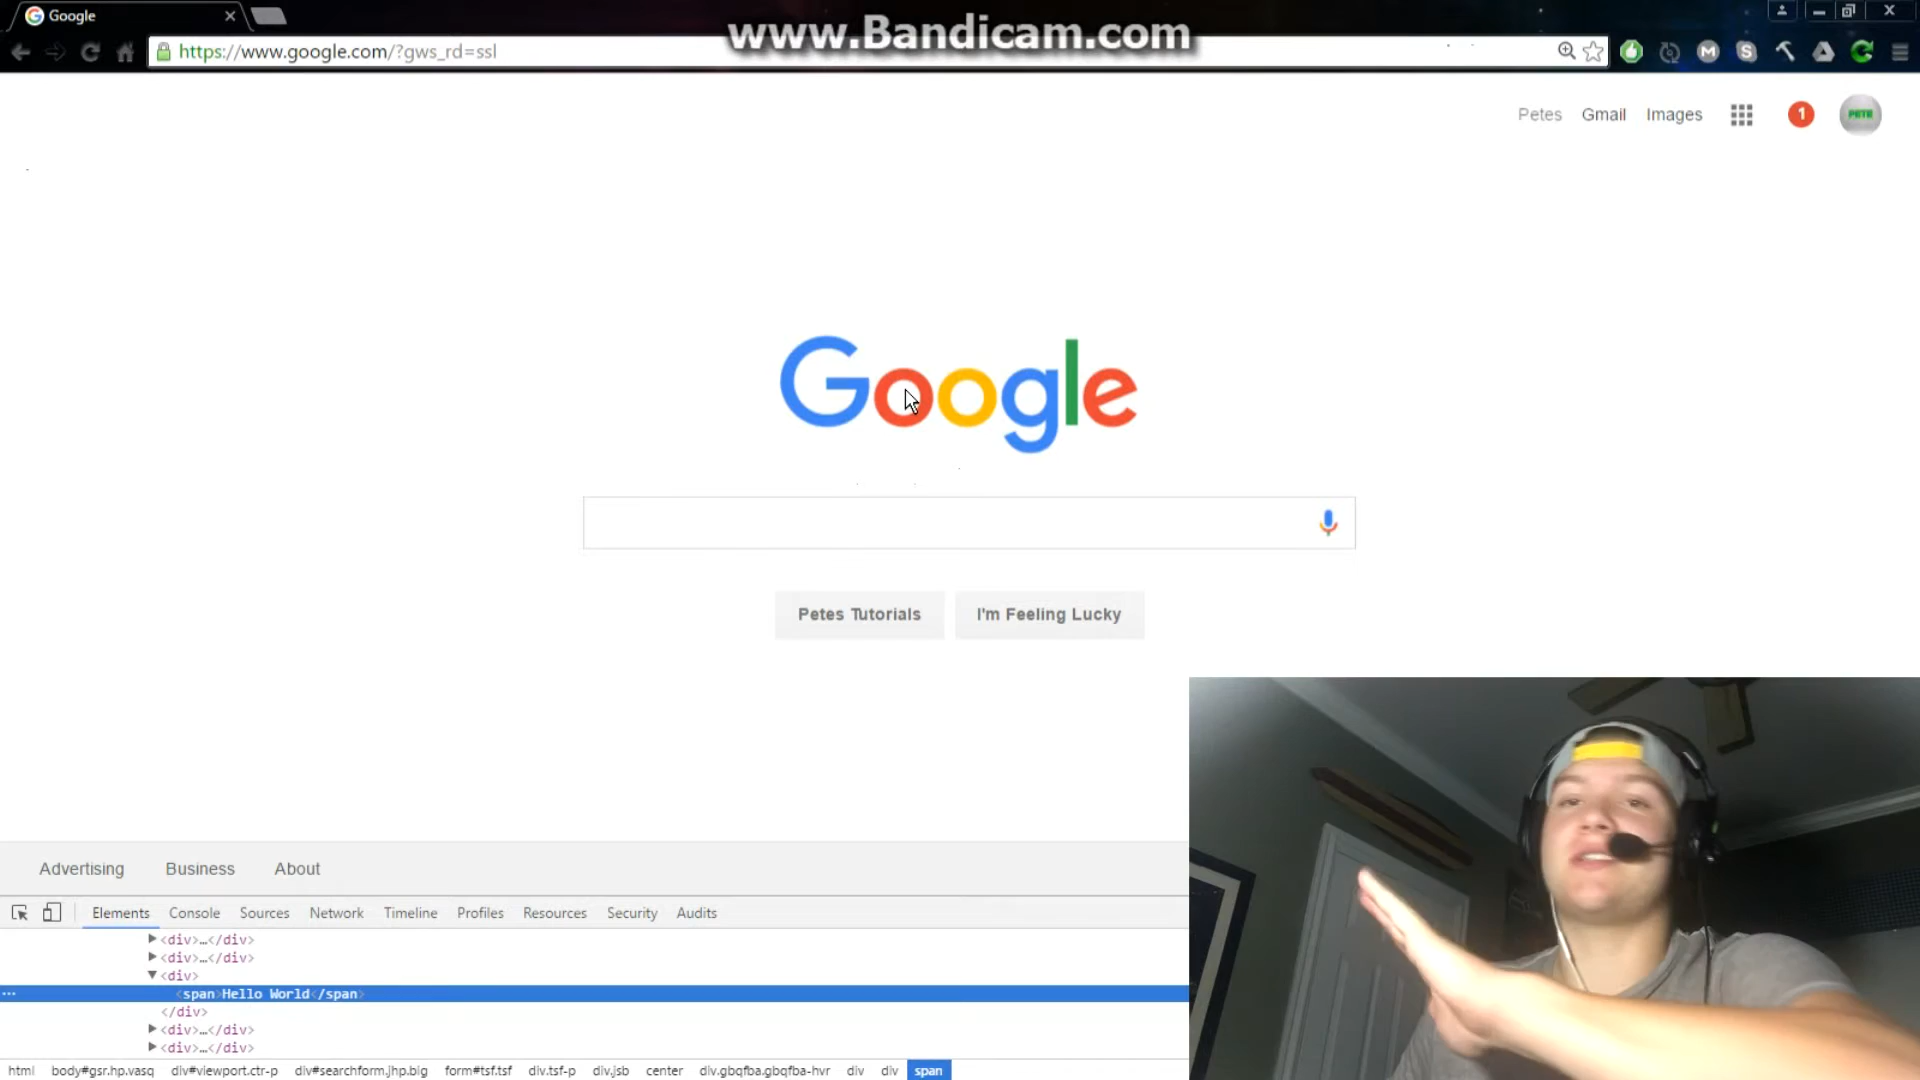 Google
www.Bandicam.com
https://www.google.com/?gws_rd=ssl
M
S
Petes Gmail Images 1 PETE
Google
Petes Tutorials I'm Feeling Lucky
Advertising Business About
Elements Console Sources Network Timeline Profiles Resources Security Audits
<div>…</div>
<div>…</div>
<div>
<span>Hello World</span>
</div>
<div>…</div>
<div>…</div>
html body#gsr.hp.vasq div#viewport.ctr-p div#searchform.jhp.big form#tsf.tsf div.tsf-p div.jsb center div.gbqfba.gbqfba-hvr div div span